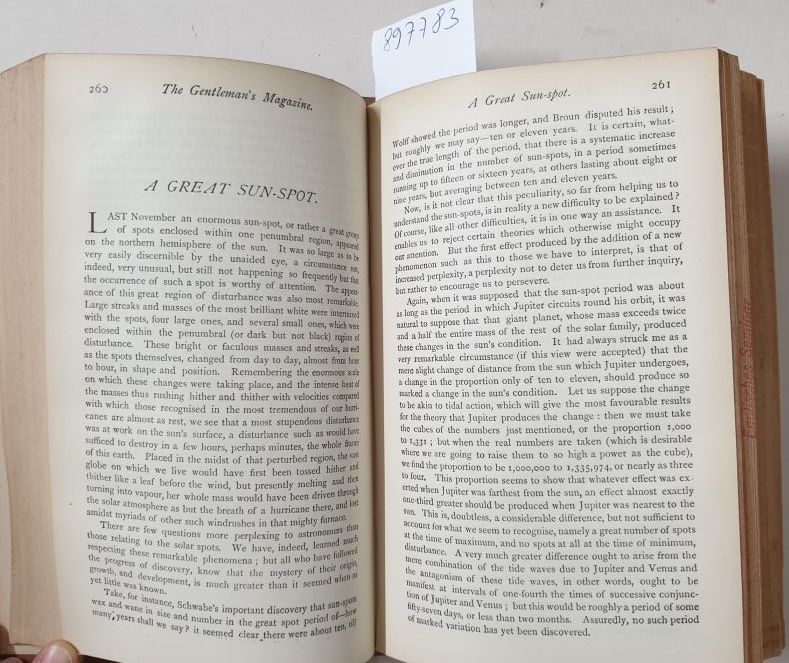 897783
260
The Gentleman's Magazine.
A GREAT SUN-SPOT.
LAST November an enormous sun-spot, or rather a great group
of spots enclosed within one penumbral region, appeared
on the northern hemisphere of the sun. It was so large as to be
very easily discernible by the unaided eye, a circumstance not,
indeed, very unusual, but still not happening so frequently but that
the occurrence of such a spot is worthy of attention. The appear-
ance of this great region of disturbance was also most remarkable.
Large streaks and masses of the most brilliant white were intermixed
with the spots, four large ones, and several small ones, which were
enclosed within the penumbral (or dark but not black) region of
disturbance. These bright or faculous masses and streaks, as well
as the spots themselves, changed from day to day, almost from hour
to hour, in shape and position. Remembering the enormous scale
on which these changes were taking place, and the intense heat of
the masses thus rushing hither and thither with velocities compared
with which those recognised in the most tremendous of our hurri-
canes are almost as rest, we see that a most stupendous disturbance
was at work on the sun's surface, a disturbance such as would have
sufficed to destroy in a few hours, perhaps minutes, the whole frame
of this earth. Placed in the midst of that perturbed region, the vast
globe on which we live would have first been tossed hither and
thither like a leaf before the wind, but presently melting and then
turning into vapour, her whole mass would have been driven through
the solar atmosphere as but the breath of a hurricane there, and lost
amidst myriads of other such windrushes in that mighty furnace.
There are few questions more perplexing to astronomers than
those relating to the solar spots. We have, indeed, learned much
respecting these remarkable phenomena; but all who have followed
the progress of discovery, know that the mystery of their origin,
growth, and development, is much greater than it seemed when as
yet little was known.
Take, for instance, Schwabe's important discovery that sun-spots
wax and wane in size and number in the great spot period of—how
many years shall we say? it seemed clear there were about ten, till
A Great Sun-spot.
261
Wolff showed the period was longer, and Broun disputed his result;
but roughly we may say—ten or eleven years. It is certain, what-
ever the true length of the period, that there is a systematic increase
and diminution in the number of sun-spots, in a period sometimes
running up to fifteen or sixteen years, at others lasting about eight or
nine years, but averaging between ten and eleven years.
Now, is it not clear that this peculiarity, so far from helping us to
understand the sun-spots, is in reality a new difficulty to be explained?
Of course, like all other difficulties, it is in one way an assistance. It
enables us to reject certain theories which otherwise might occupy
our attention. But the first effect produced by the addition of a new
phenomenon such as this to those we have to interpret, is that of
increased perplexity, a perplexity not to deter us from further inquiry,
but rather to encourage us to persevere.
Again, when it was supposed that the sun-spot period was about
as long as the period in which Jupiter circuits round his orbit, it was
natural to suppose that that giant planet, whose mass exceeds twice
and a half the entire mass of the rest of the solar family, produced
these changes in the sun's condition. It had always struck me as a
very remarkable circumstance (if this view were accepted) that the
mere slight change of distance from the sun which Jupiter undergoes,
a change in the proportion only of ten to eleven, should produce so
marked a change in the sun's condition. Let us suppose the change
to be akin to tidal action, which will give the most favourable results
for the theory that Jupiter produces the change: then we must take
the cubes of the numbers just mentioned, or the proportion 1,000
to 1,331; but when the real numbers are taken (which is desirable
where we are going to raise them to so high a power as the cube),
we find the proportion to be 1,000,000 to 1,335,974, or nearly as three
to four. This proportion seems to show that whatever effect was ex-
erted when Jupiter was farthest from the sun, an effect almost exactly
one-third greater should be produced when Jupiter was nearest to the
sun. This is, doubtless, a considerable difference, but not sufficient to
account for what we seem to recognise, namely a great number of spots
at the time of maximum, and no spots at all at the time of minimum,
disturbance. A very much greater difference ought to arise from the
mere combination of the tide waves due to Jupiter and Venus and
the antagonism of these tide waves, in other words, ought to be
manifest at intervals of one-fourth the times of successive conjunc-
tion of Jupiter and Venus; but this would be roughly a period of some
fifty-seven days, or less than two months. Assuredly, no such period
of marked variation has yet been discovered.